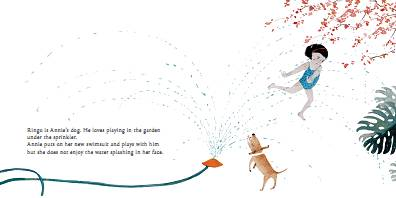 Ringo is Annie's dog. He loves playing in the garden
under the sprinkler.
Annie puts on her new swimsuit and plays with him
but she does not enjoy the water splashing in her face.